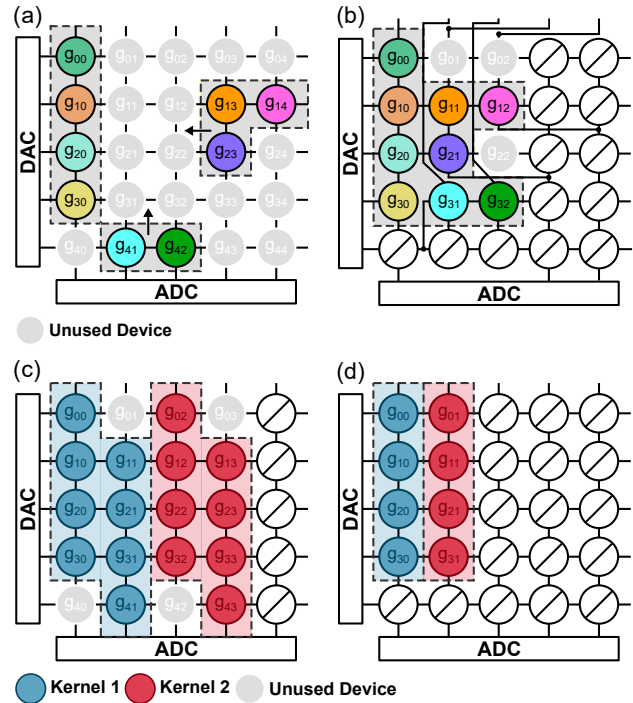 (a)
(b)
g00 g01 g02 g03 g04
g10 g11 g12 g13 g14
g20 g21 g22 g23 g24
g30 g31 g32 g33 g34
g40 g41 g42 g43 g44
DAC
ADC
g00 g01 g02
g10 g11 g12
g20 g21 g22
g30 g31 g32
DAC
ADC
Unused Device
(c)
(d)
g00 g01 g02 g03
g10 g11 g12 g13
g20 g21 g22 g23
g30 g31 g32 g33
g40 g41 g42 g43
DAC
ADC
g00 g01
g10 g11
g20 g21
g30 g31
DAC
ADC
Kernel 1 Kernel 2 Unused Device